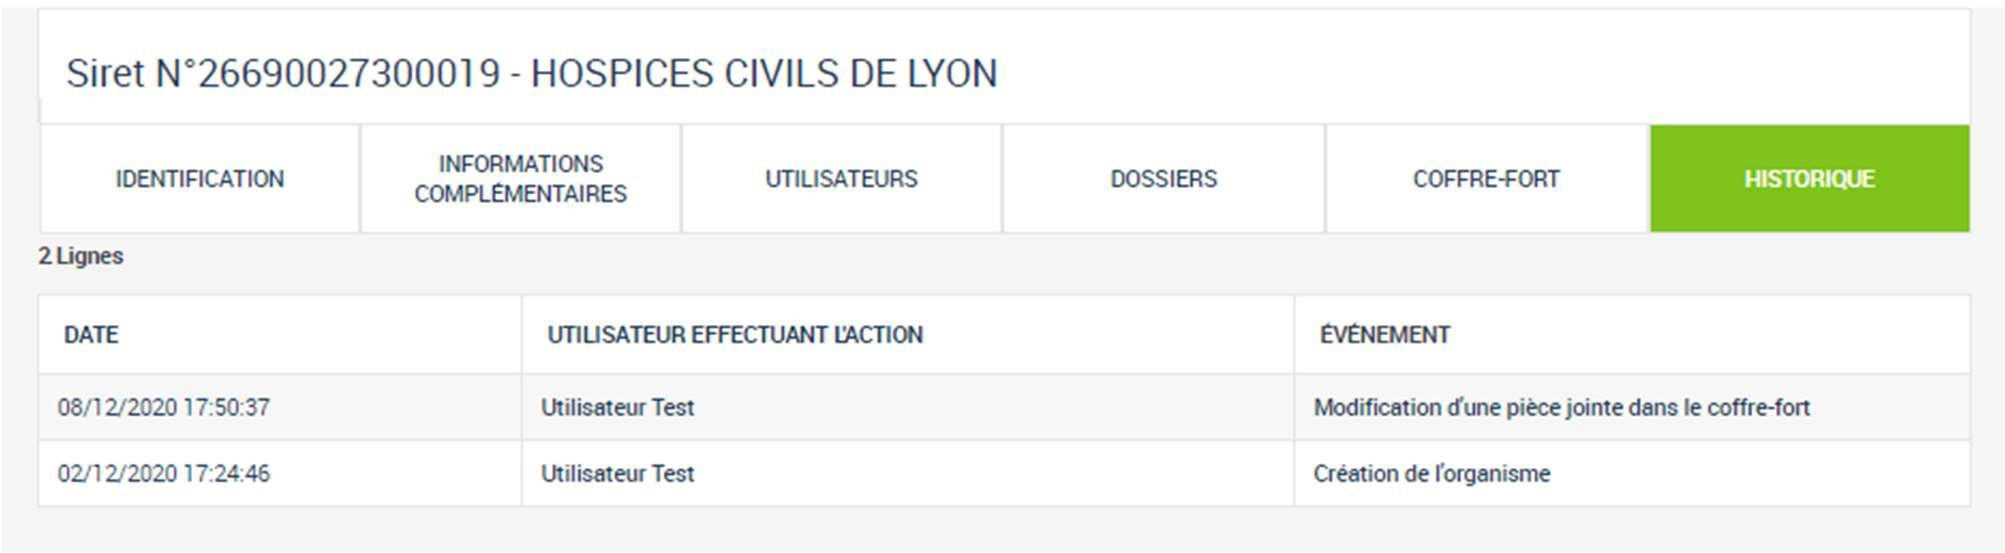 Siret N°26690027300019 - HOSPICES CIVILS DE LYON
IDENTIFICATION
INFORMATIONS
COMPLÉMENTAIRES
UTILISATEURS
DOSSIERS
COFFRE-FORT
HISTORIQUE
2 Lignes
DATE UTILISATEUR EFFECTUANT L'ACTION ÉVÉNEMENT
08/12/2020 17:50:37 Utilisateur Test Modification d'une pièce jointe dans le coffre-fort
02/12/2020 17:24:46 Utilisateur Test Création de l'organisme